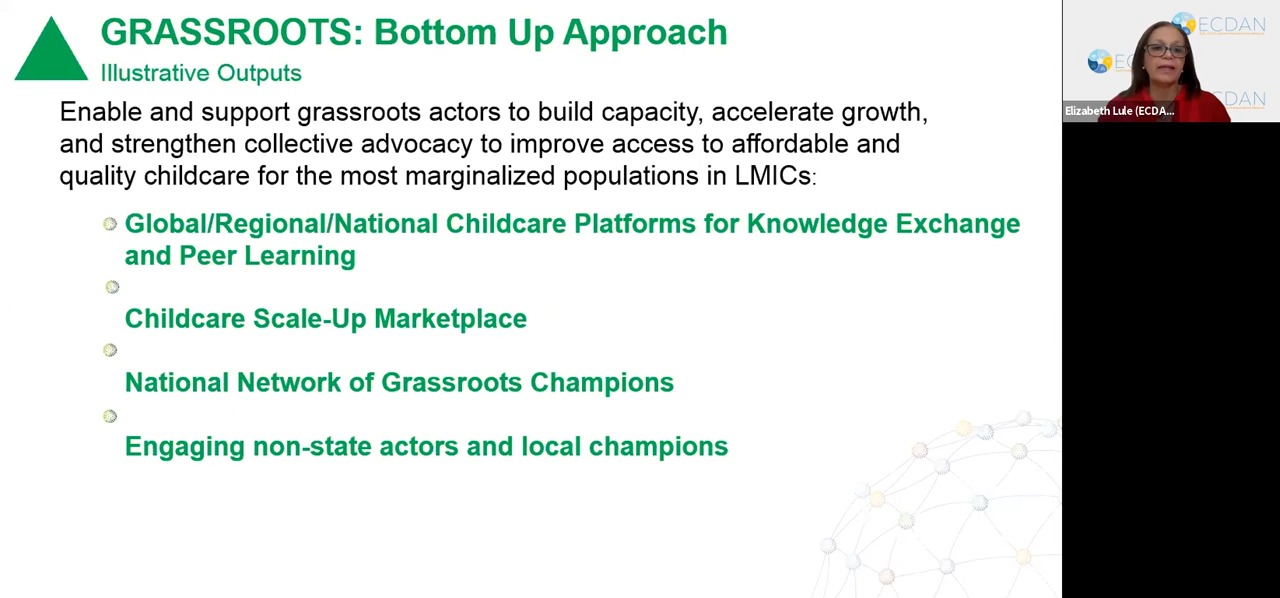 GRASSROOTS: Bottom Up Approach
Illustrative Outputs
Enable and support grassroots actors to build capacity, accelerate growth,
and strengthen collective advocacy to improve access to affordable and
quality childcare for the most marginalized populations in LMICs:
Global/Regional/National Childcare Platforms for Knowledge Exchange
and Peer Learning
Childcare Scale-Up Marketplace
National Network of Grassroots Champions
Engaging non-state actors and local champions
ECDAN
EC
DAN
Elizabeth Lule (ECDA...